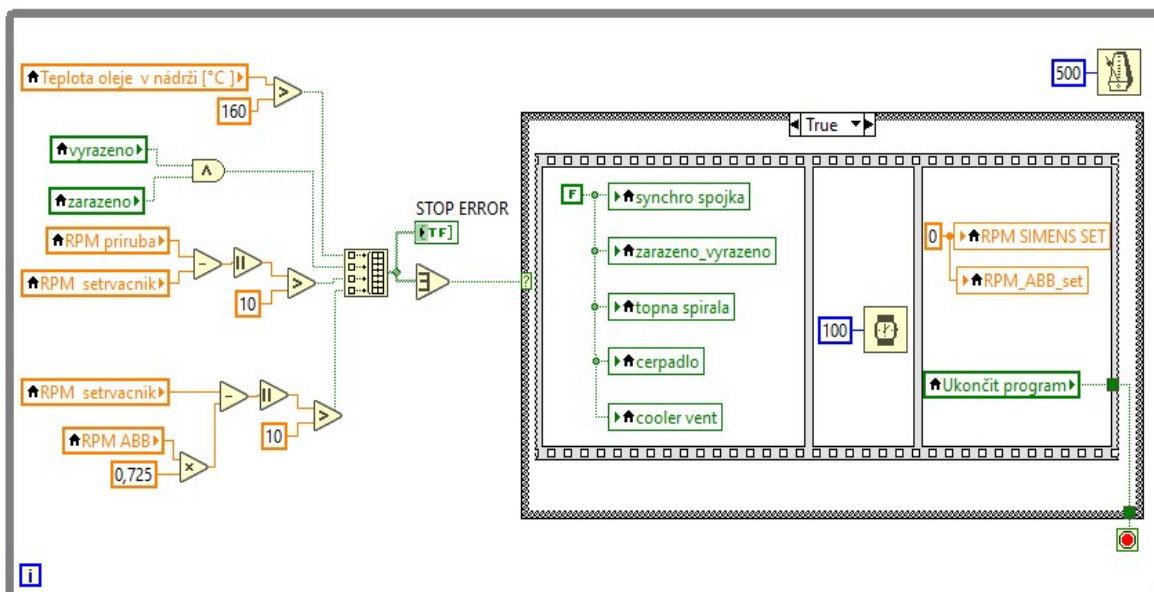 Teplota oleje v nádrži [°C ]
160
vyrazeno
zarazeno
RPM priruba
RPM setrvacnik
10
RPM setrvacnik
RPM ABB
0,725
10
STOP ERROR
TF
True
F
synchro spojka
zarazeno_vyrazeno
topna spirala
cerpadlo
cooler vent
100
0
RPM SIMENS SET
RPM_ABB_set
Ukončit program
500
?
i